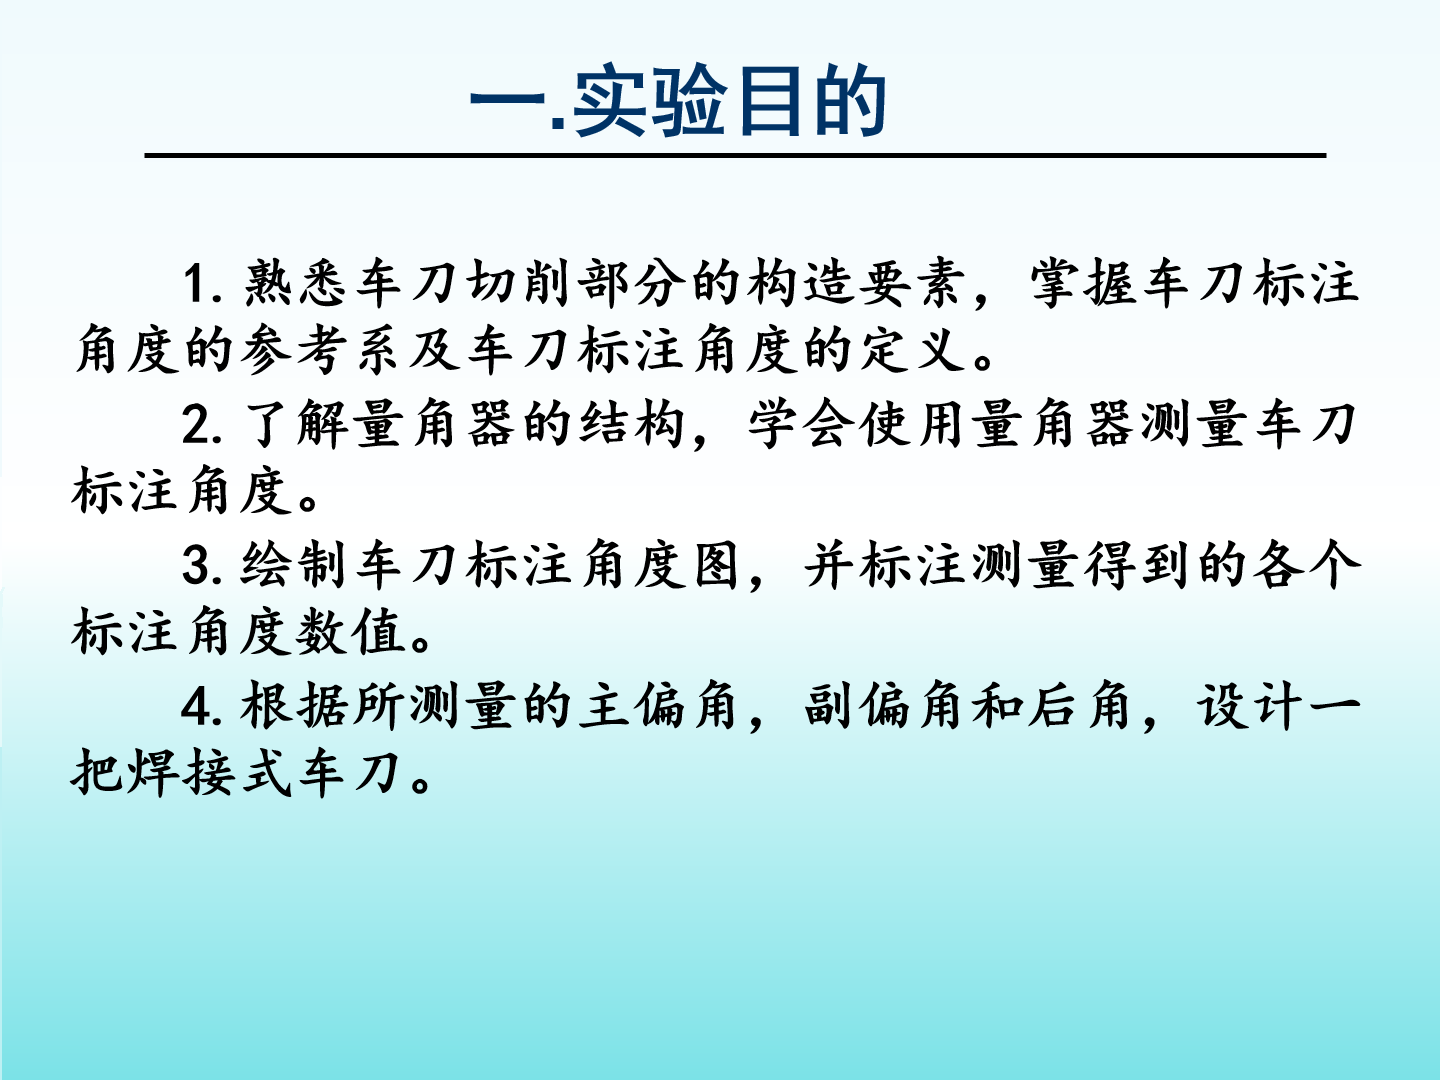 一.实验目的
1.熟悉车刀切削部分的构造要素，掌握车刀标注
角度的参考系及车刀标注角度的定义。
2.了解量角器的结构，学会使用量角器测量车刀
标注角度。
3.绘制车刀标注角度图，并标注测量得到的各个
标注角度数值。
4.根据所测量的主偏角，副偏角和后角，设计一
把焊接式车刀。